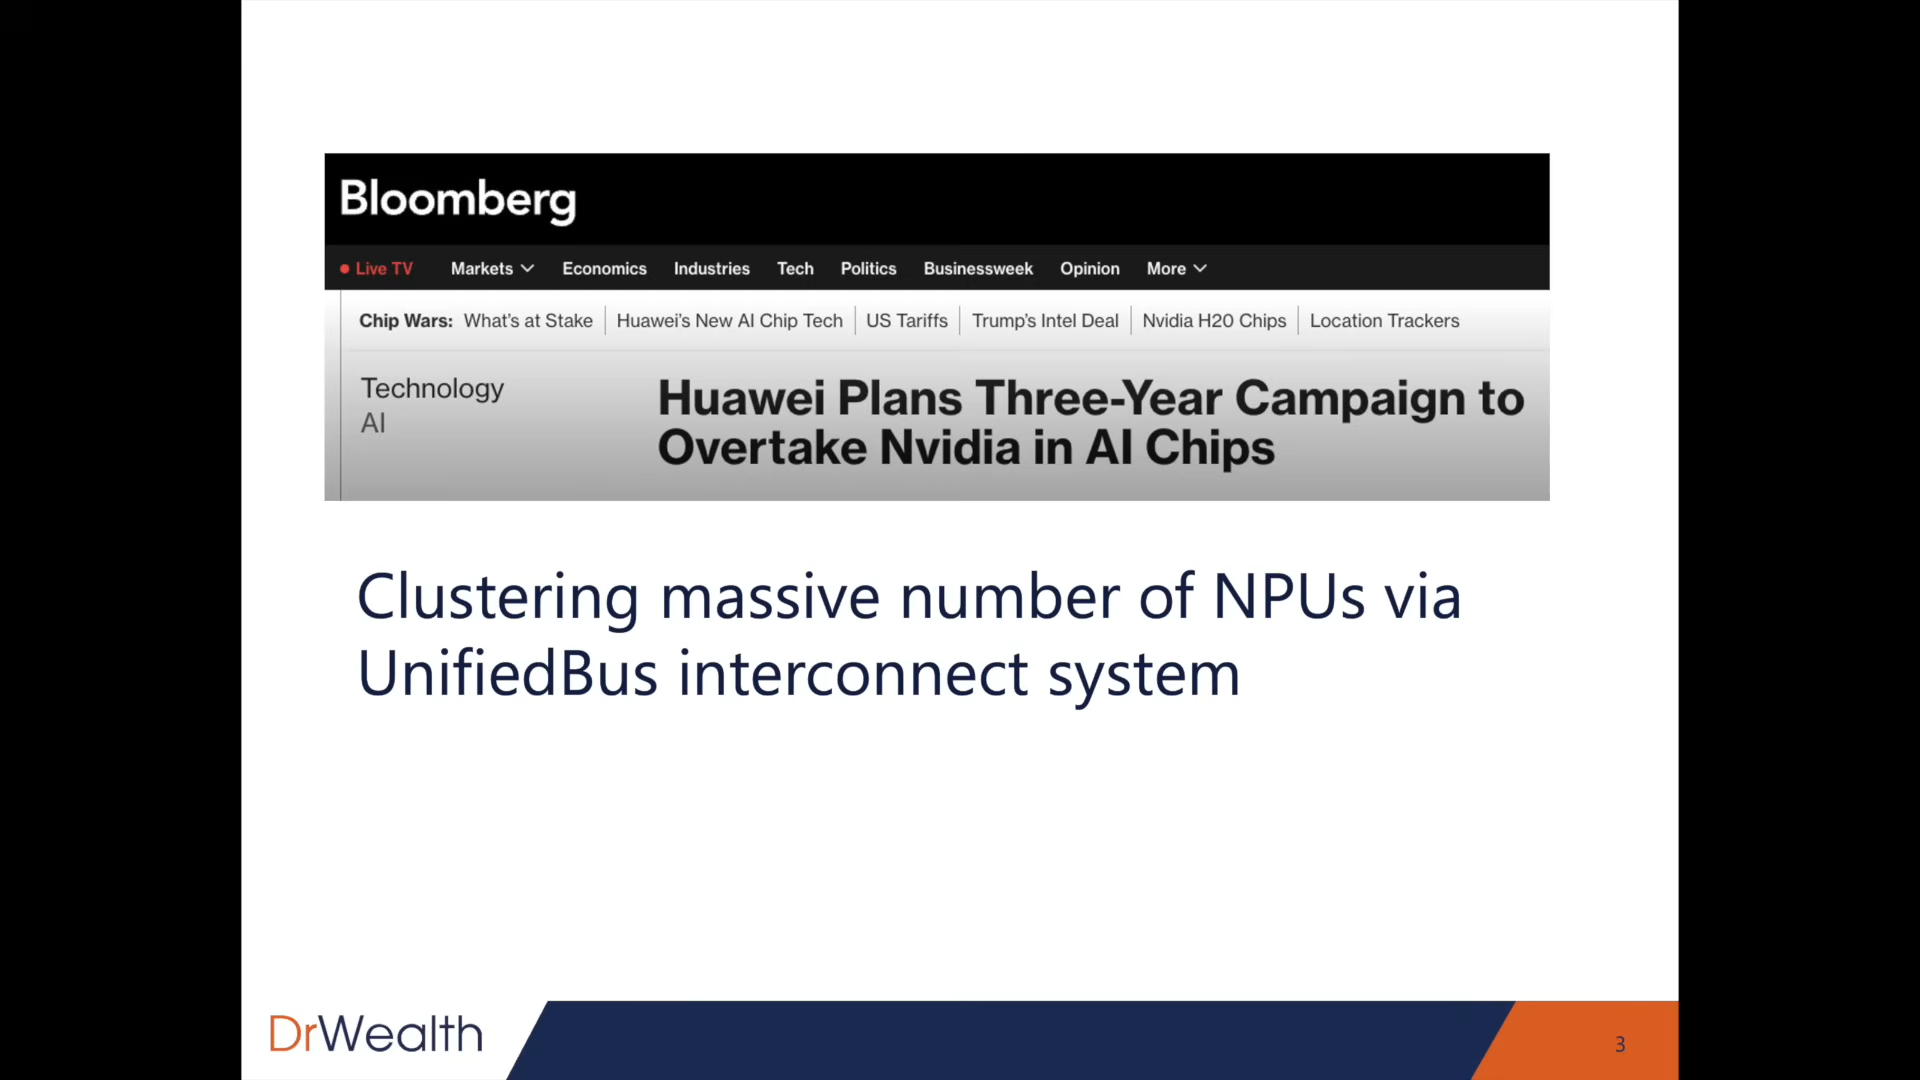 Bloomberg
Live TV Markets Economics Industries Tech Politics Businessweek Opinion More
Chip Wars: What's at Stake Huawei's New AI Chip Tech US Tariffs Trump's Intel Deal Nvidia H20 Chips Location Trackers
Technology
AI
Huawei Plans Three-Year Campaign to
Overtake Nvidia in AI Chips
Clustering massive number of NPUs via
UnifiedBus interconnect system
DrWealth
3